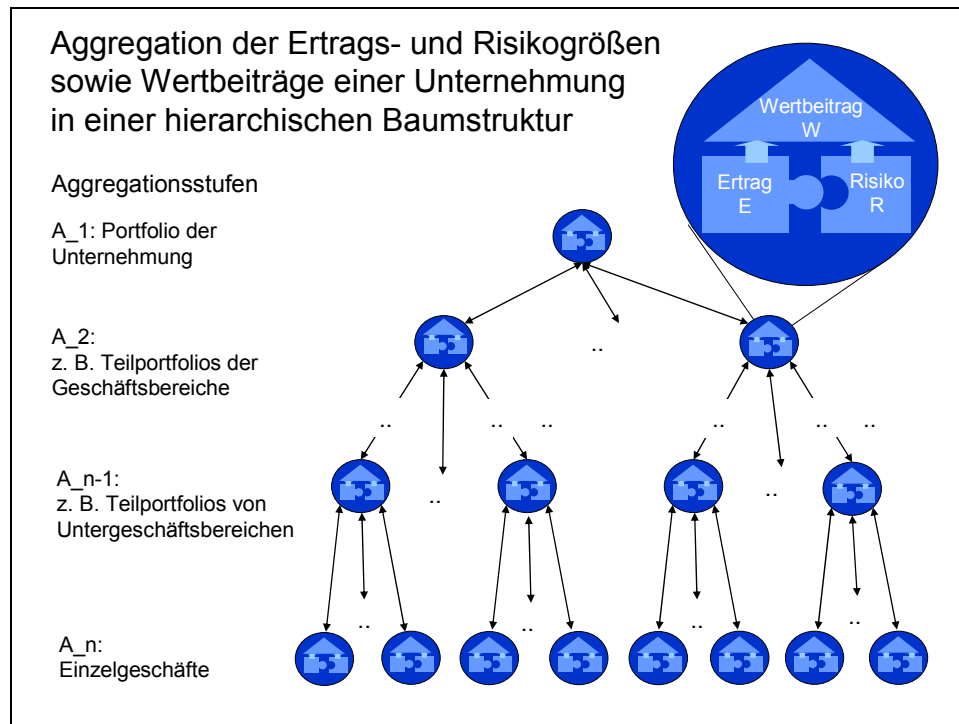 Aggregation der Ertrags- und Risikogrößen
sowie Wertbeiträge einer Unternehmung
in einer hierarchischen Baumstruktur
Wertbeitrag
W
Ertrag
E
Risiko
R
Aggregationsstufen
A_1: Portfolio der
Unternehmung
A_2:
z. B. Teilportfolios der
Geschäftsbereiche
..
.. .. .. .. .. ..
A_n-1:
z. B. Teilportfolios von
Untergeschäftsbereichen
.. ..
A_n:
Einzelgeschäfte
.. .. .. ..